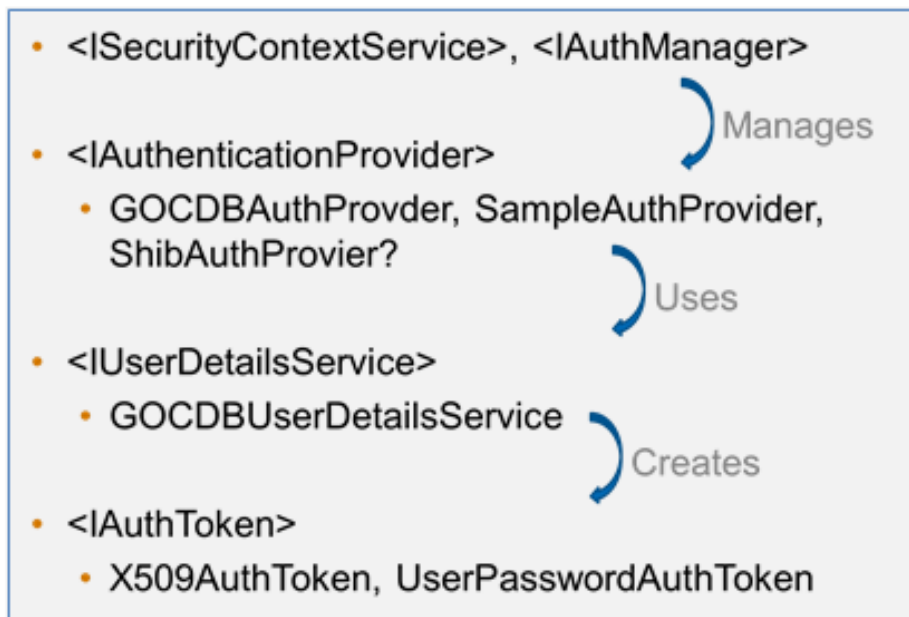 • <ISecurityContextService>, <IAuthManager>
Manages
• <IAuthenticationProvider>
• GOCDBAuthProvder, SampleAuthProvider,
ShibAuthProvier?
Uses
• <IUserDetailsService>
• GOCDBUserDetailsService
Creates
• <IAuthToken>
• X509AuthToken, UserPasswordAuthToken